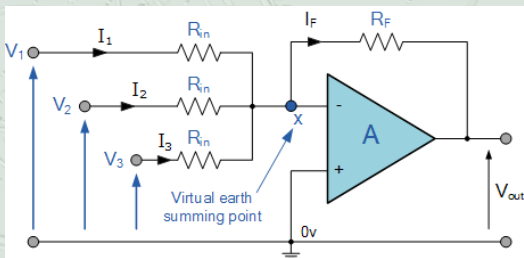 I1
Rin
IF
RF
V1
I2
Rin
V2
I3
Rin
V3
X
-
A
+
Virtual earth
summing point
0v
Vout